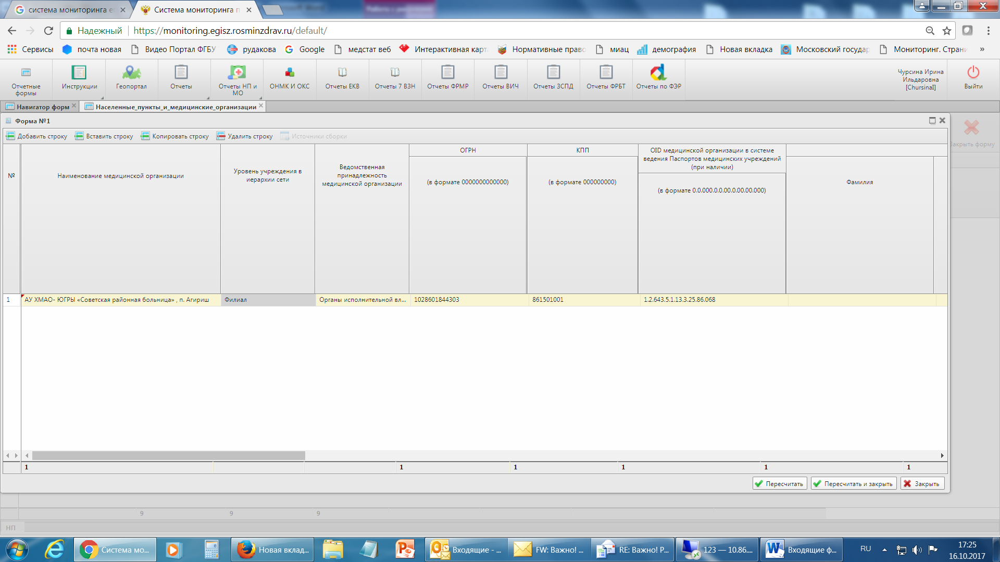 система мониторинга е
Система мониторинга п
Надежный
https://monitoring.egisz.rosminzdrav.ru/default/
Сервисы
почта новая
Видео Портал ФГБУ
рудакова
Google
медстат веб
Интерактивная карт
Нормативные право
миац
демография
Новая вкладка
Московский государ
Мониторинг. Страни
»
Отчетные формы
Инструкции
Геопортал
Отчеты
Отчеты НП и МО
ОНМК И ОКС
Отчеты ЕКВ
Отчеты 7 ВЗН
Отчеты ФРМР
Отчеты ВИЧ
Отчеты ЗСПД
Отчеты ФРБТ
Отчеты по ФЭР
Чурсина Ирина
Ильдаровна
[ChursinaI]
Выйти
Навигатор форм
Населенные_пункты_и_медицинские_организации
Форма №1
Добавить строку
Вставить строку
Копировать строку
Удалить строку
Источники сборки
Закрыть форму
№
Наименование медицинской организации
Уровень учреждения в
иерархии сети
Ведомственная
принадлежность
медицинской организации
ОГРН
(в формате 0000000000000)
КПП
(в формате 000000000)
OID медицинской организации в системе
ведения Паспортов медицинских учреждений
(при наличии)
(в формате 0.0.000.0.0.00.0.00.00.000)
Фамилия
1
АУ ХМАО- ЮГРЫ «Советская районная больница» , п. Агириш
Филиал
Органы исполнительной вл...
1028601844303
861501001
1.2.643.5.1.13.3.25.86.068
1 1 1 1 1 1
Пересчитать
Пересчитать и закрыть
Закрыть
9 9 9
НП
Система мо...
Новая вклад...
Входящие - ...
FW: Важно! ...
RE: Важно! Р...
123 — 10.86....
Входящие ф...
RU
17:25
16.10.2017